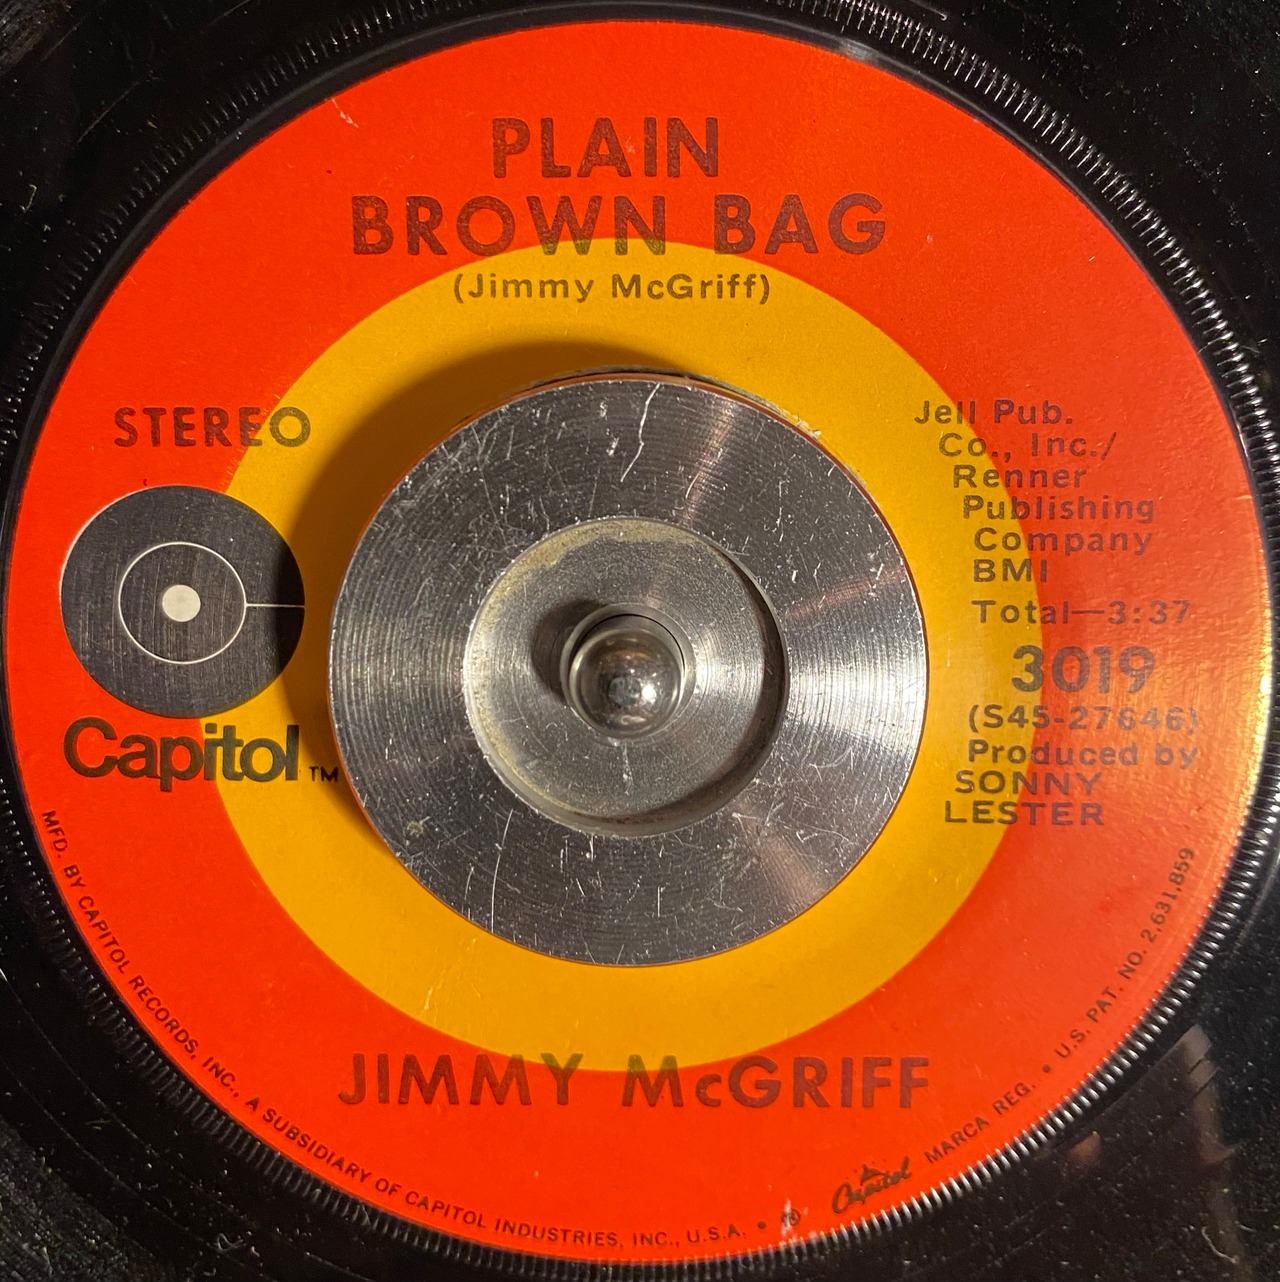 PLAIN
BROWN BAG
(Jimmy McGriff)
STEREO
Capitol TM
Jell Pub.
Co., Inc./
Renner
Publishing
Company
BMI
Total—3:37
3019
(S45-27646)
Produced by
SONNY
LESTER
JIMMY McGRIFF
MFD. BY CAPITOL RECORDS, INC., A SUBSIDIARY OF CAPITOL INDUSTRIES, INC., U.S.A. • ® Capitol MARCA REG. • U.S. PAT. NO. 2,631,859